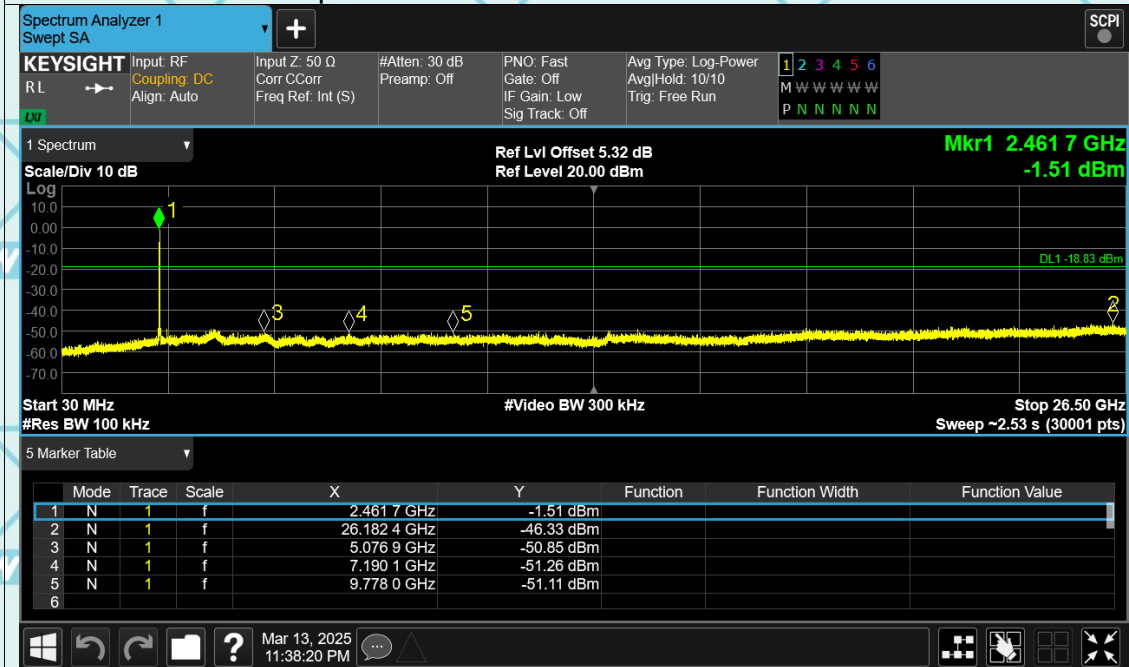 Spectrum Analyzer 1
Swept SA
+
SCPI
KEYSIGHT
RL
LXI
Input: RF
Coupling: DC
Align: Auto
Input Z: 50 Ω
Corr CCorr
Freq Ref: Int (S)
#Atten: 30 dB
Preamp: Off
PNO: Fast
Gate: Off
IF Gain: Low
Sig Track: Off
Avg Type: Log-Power
Avg|Hold: 10/10
Trig: Free Run
1 2 3 4 5 6
M W W W W W
P N N N N N
1 Spectrum
Scale/Div 10 dB
Ref Lvl Offset 5.32 dB
Ref Level 20.00 dBm
Mkr1 2.461 7 GHz
-1.51 dBm
Log
10.0
0.00
-10.0
-20.0
-30.0
-40.0
-50.0
-60.0
-70.0
1
DL1 -18.83 dBm
3
4
5
2
Start 30 MHz
#Res BW 100 kHz
#Video BW 300 kHz
Stop 26.50 GHz
Sweep ~2.53 s (30001 pts)
5 Marker Table
Mode Trace Scale X Y Function Function Width Function Value
1 N 1 f 2.461 7 GHz -1.51 dBm
2 N 1 f 26.182 4 GHz -46.33 dBm
3 N 1 f 5.076 9 GHz -50.85 dBm
4 N 1 f 7.190 1 GHz -51.26 dBm
5 N 1 f 9.778 0 GHz -51.11 dBm
6
?
Mar 13, 2025
11:38:20 PM